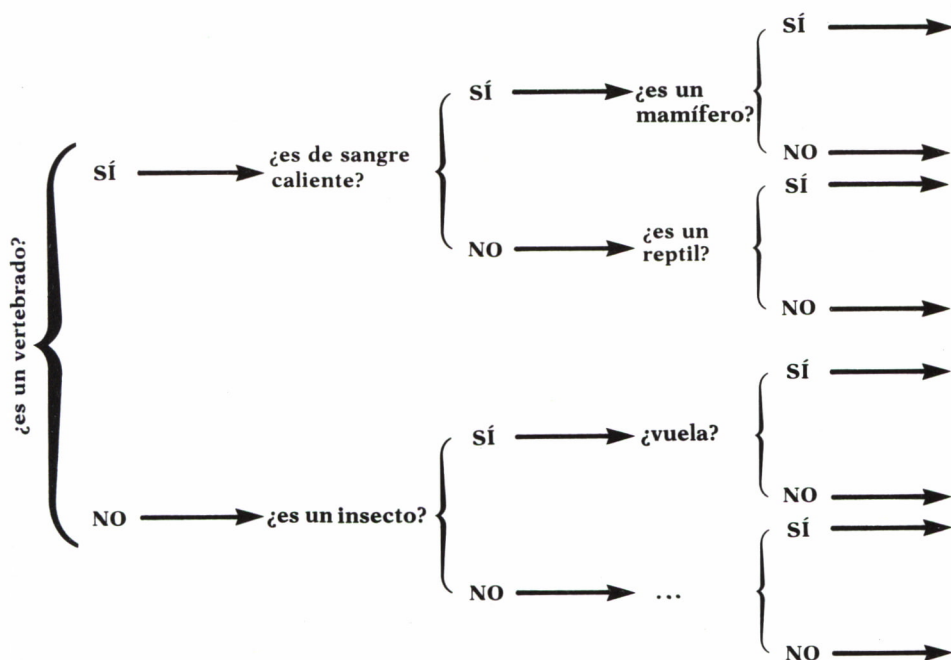 ¿es un vertebrado?
SÍ
¿es de sangre
caliente?
SÍ
¿es un
mamífero?
SÍ
NO
NO
¿es un
reptil?
SÍ
NO
NO
¿es un insecto?
SÍ
¿vuela?
SÍ
NO
NO
...
SÍ
NO